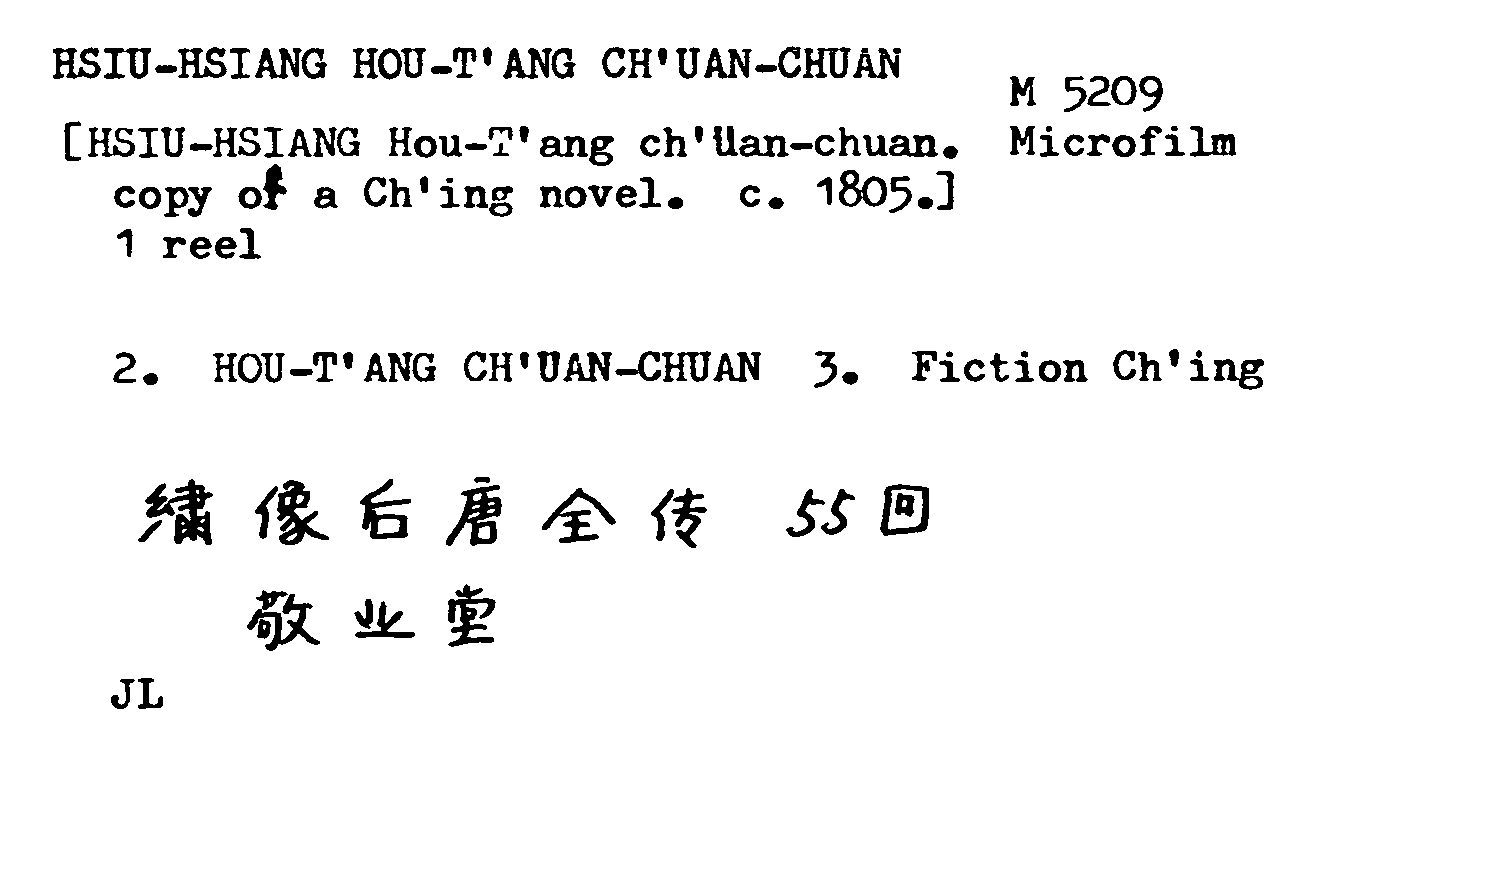 HSIU-HSIANG HOU-T'ANG CH'UAN-CHUAN
M 5209
[HSIU-HSIANG Hou-T'ang ch'üan-chuan. Microfilm
copy of a Ch'ing novel. c. 1805.]
1 reel
2. HOU-T'ANG CH'UAN-CHUAN 3. Fiction Ch'ing
繡像后唐全传 55回
敬业堂
JL